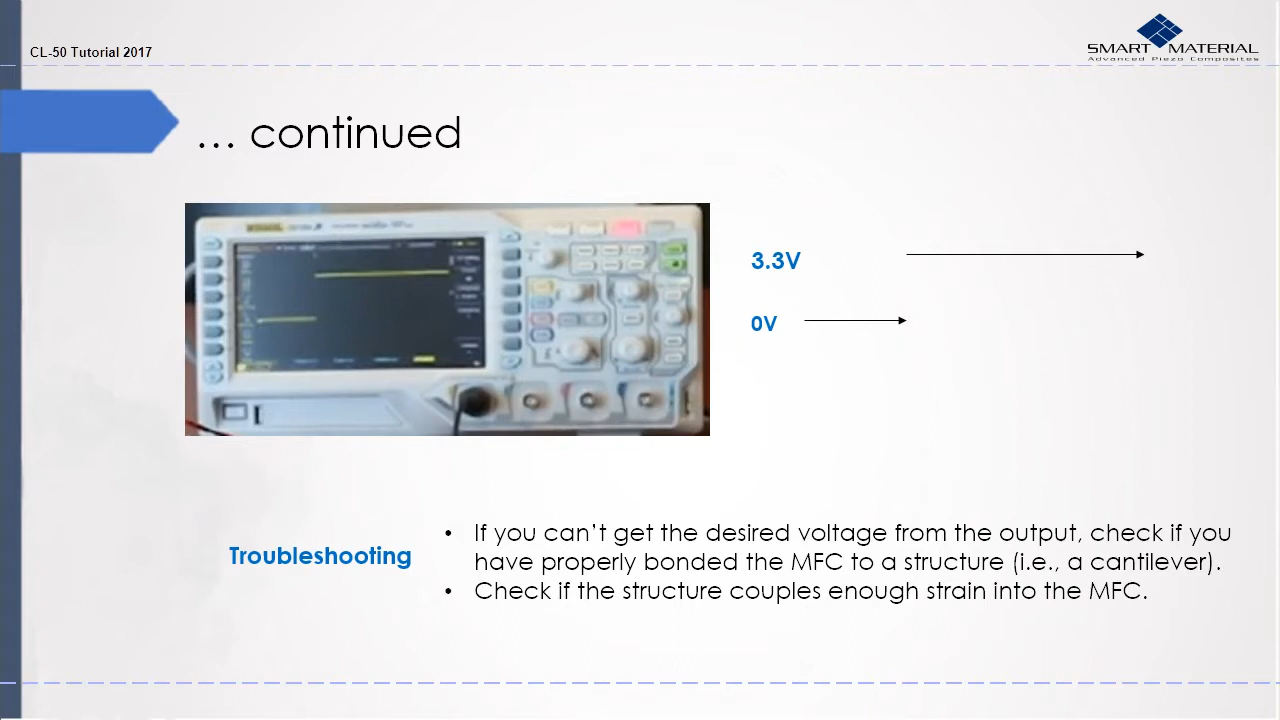 CL-50 Tutorial 2017
SMART MATERIAL
Advanced Piezo Composites
… continued
3.3V
0V
Troubleshooting
• If you can’t get the desired voltage from the output, check if you
have properly bonded the MFC to a structure (i.e., a cantilever).
• Check if the structure couples enough strain into the MFC.